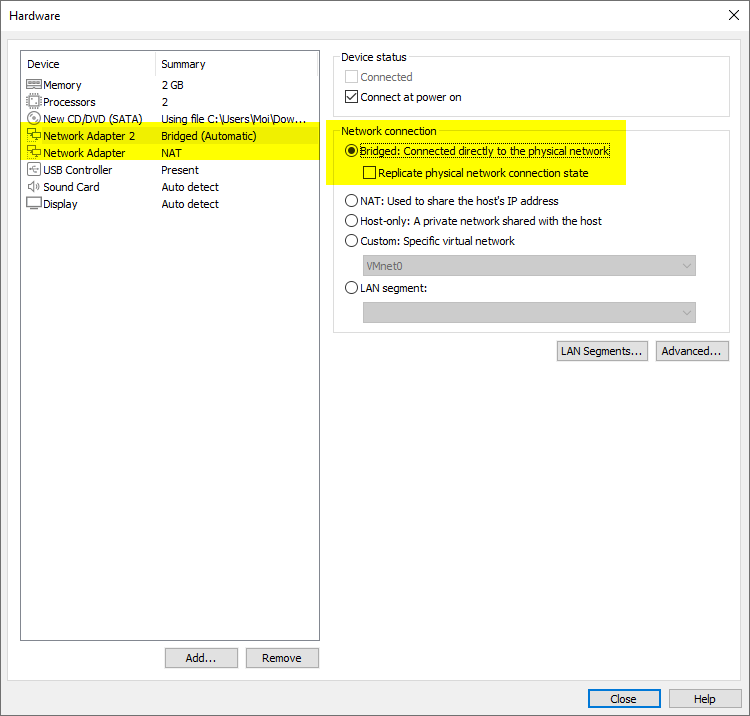 Hardware
Device Summary
Memory 2 GB
Processors 2
New CD/DVD (SATA) Using file C:\Users\Moi\Dow...
Network Adapter 2 Bridged (Automatic)
Network Adapter NAT
USB Controller Present
Sound Card Auto detect
Display Auto detect
Add... Remove
Device status
Connected
Connect at power on
Network connection
Bridged: Connected directly to the physical network
Replicate physical network connection state
NAT: Used to share the host's IP address
Host-only: A private network shared with the host
Custom: Specific virtual network
VMnet0
LAN segment:
LAN Segments... Advanced...
Close Help